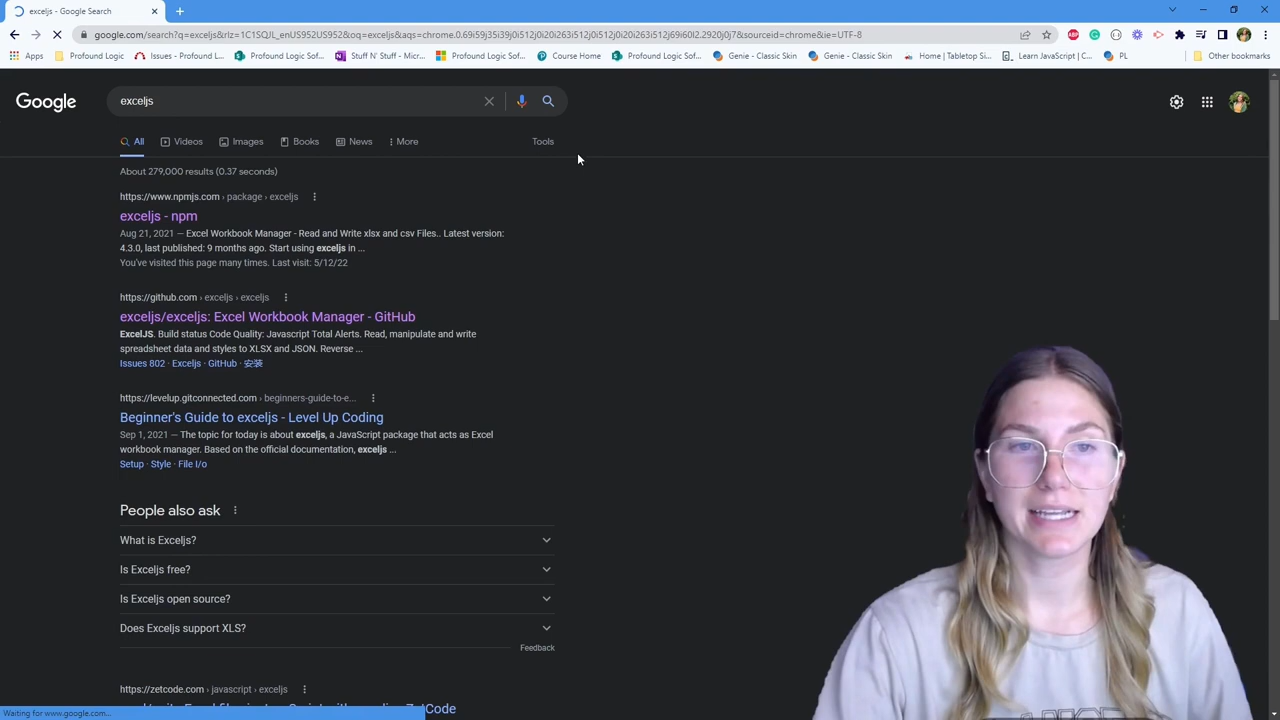 exceljs - Google Search
google.com/search?q=exceljs&rlz=1C1SQJL_enUS952US952&oq=exceljs&aqs=chrome.0.69i59j35i39j0i512j0i20i263i512j0i512j0i20i263i512j69i60l2.2920j0j7&sourceid=chrome&ie=UTF-8
Apps Profound Logic Issues - Profound L... Profound Logic Sof... Stuff N' Stuff - Micr... Profound Logic Sof... Course Home Profound Logic Sof... Genie - Classic Skin Genie - Classic Skin Home | Tabletop Si... Learn JavaScript | C... PL Other bookmarks
Google exceljs
All Videos Images Books News More Tools
About 279,000 results (0.37 seconds)
https://www.npmjs.com › package › exceljs
exceljs - npm
Aug 21, 2021 — Excel Workbook Manager - Read and Write xlsx and csv Files.. Latest version:
4.3.0, last published: 9 months ago. Start using exceljs in ...
You've visited this page many times. Last visit: 5/12/22
https://github.com › exceljs › exceljs
exceljs/exceljs: Excel Workbook Manager - GitHub
ExcelJS. Build status Code Quality: Javascript Total Alerts. Read, manipulate and write
spreadsheet data and styles to XLSX and JSON. Reverse ...
Issues 802 · Exceljs · GitHub · 安装
https://levelup.gitconnected.com › beginners-guide-to-e...
Beginner's Guide to exceljs - Level Up Coding
Sep 1, 2021 — The topic for today is about exceljs, a JavaScript package that acts as Excel
workbook manager. Based on the official documentation, exceljs ...
Setup · Style · File I/o
People also ask
What is Exceljs?
Is Exceljs free?
Is Exceljs open source?
Does Exceljs support XLS?
Feedback
https://zetcode.com › javascript › exceljs
Waiting for www.google.com...